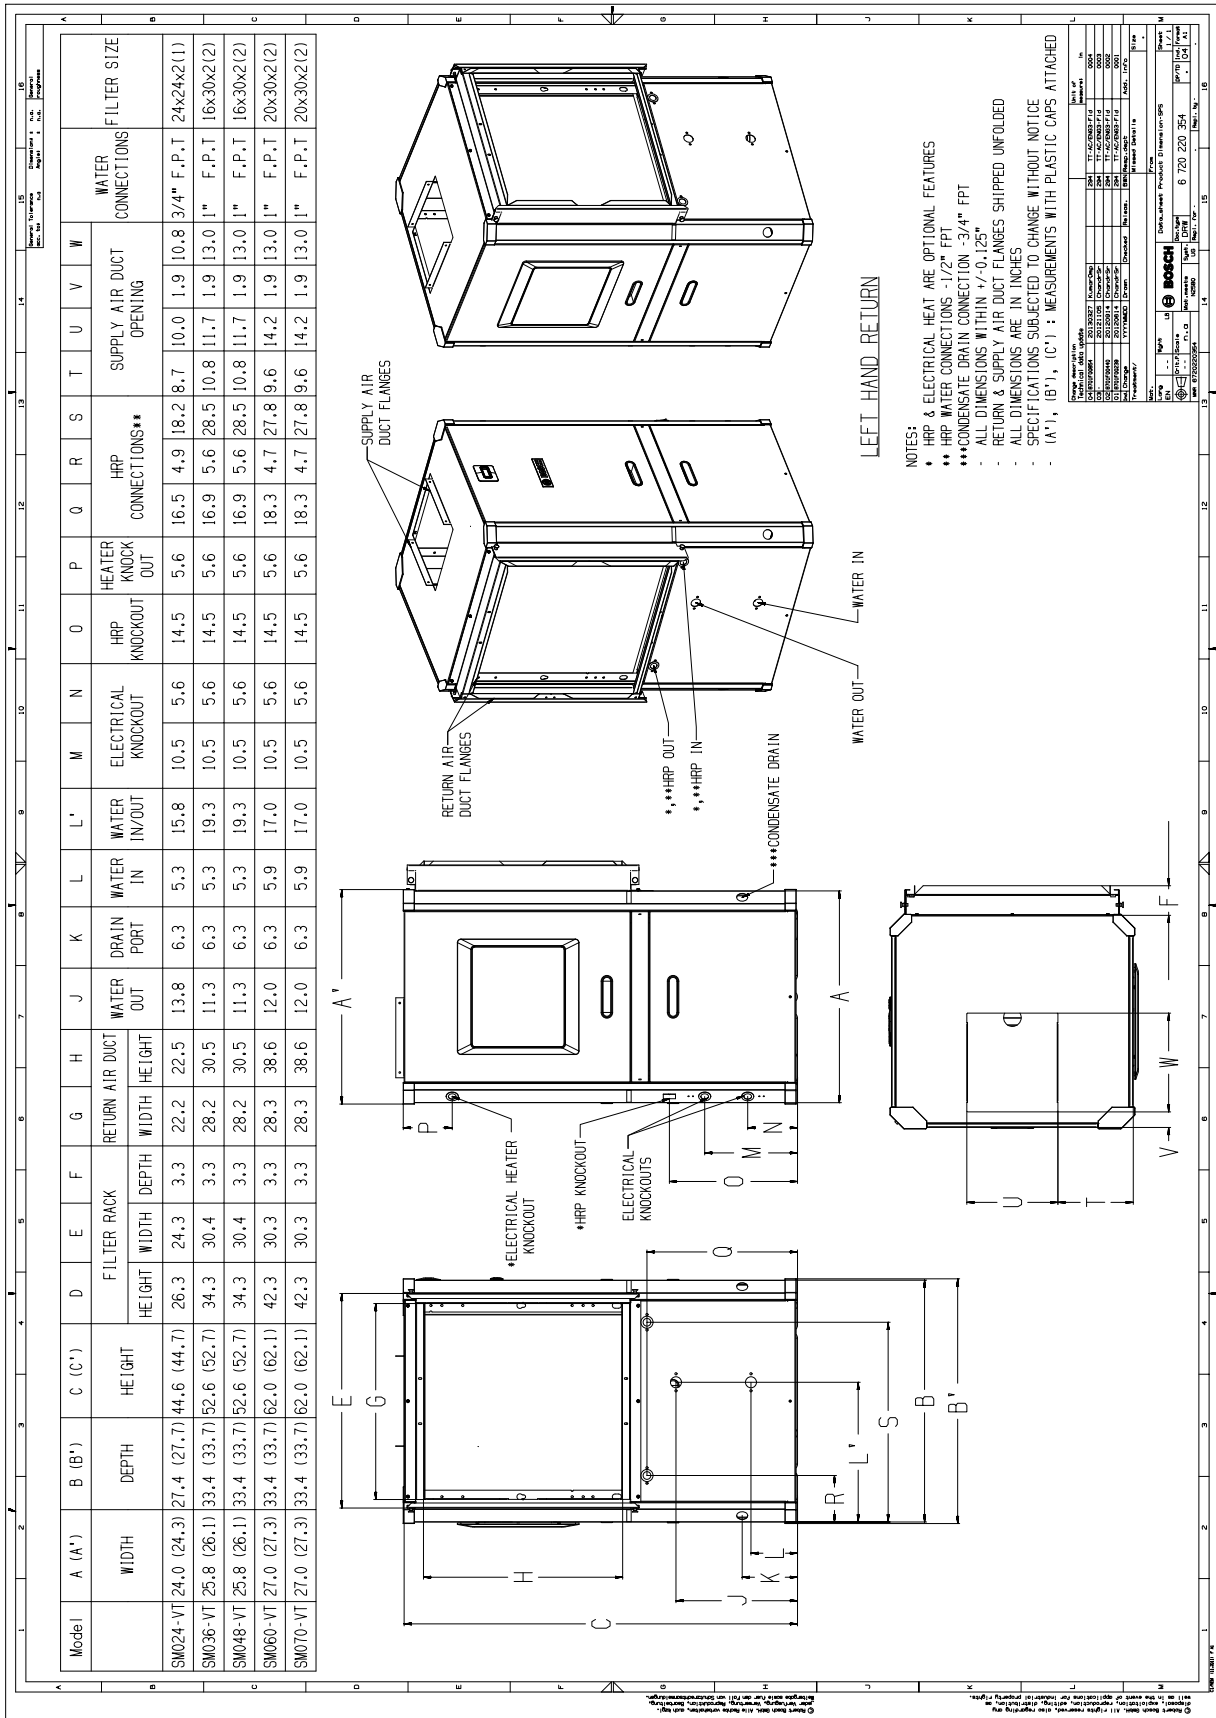 Model A (A') B (B') C (C') D E F G H J K L L' M N O P Q R S T U V W
WIDTH DEPTH HEIGHT FILTER RACK RETURN AIR DUCT WATER OUT DRAIN PORT WATER IN WATER IN/OUT ELECTRICAL KNOCKOUT HRP KNOCKOUT HEATER KNOCK OUT HRP CONNECTIONS** SUPPLY AIR DUCT OPENING WATER CONNECTIONS FILTER SIZE
HEIGHT WIDTH DEPTH WIDTH HEIGHT
SM024-VT 24.0 (24.3) 27.4 (27.7) 44.6 (44.7) 26.3 24.3 3.3 22.2 22.5 13.8 6.3 5.3 15.8 10.5 5.6 14.5 5.6 16.5 4.9 18.2 8.7 10.0 1.9 10.8 3/4" F.P.T 24x24x2(1)
SM036-VT 25.8 (26.1) 33.4 (33.7) 52.6 (52.7) 34.3 30.4 3.3 28.2 30.5 11.3 6.3 5.3 19.3 10.5 5.6 14.5 5.6 16.9 5.6 28.5 10.8 11.7 1.9 13.0 1" F.P.T 16x30x2(2)
SM048-VT 25.8 (26.1) 33.4 (33.7) 52.6 (52.7) 34.3 30.4 3.3 28.2 30.5 11.3 6.3 5.3 19.3 10.5 5.6 14.5 5.6 16.9 5.6 28.5 10.8 11.7 1.9 13.0 1" F.P.T 16x30x2(2)
SM060-VT 27.0 (27.3) 33.4 (33.7) 62.0 (62.1) 42.3 30.3 3.3 28.3 38.6 12.0 6.3 5.9 17.0 10.5 5.6 14.5 5.6 18.3 4.7 27.8 9.6 14.2 1.9 13.0 1" F.P.T 20x30x2(2)
SM070-VT 27.0 (27.3) 33.4 (33.7) 62.0 (62.1) 42.3 30.3 3.3 28.3 38.6 12.0 6.3 5.9 17.0 10.5 5.6 14.5 5.6 18.3 4.7 27.8 9.6 14.2 1.9 13.0 1" F.P.T 20x30x2(2)
E
G
H
C
J
K
L
R
L'
S
B
B'
Q
A'
P
*ELECTRICAL HEATER
KNOCKOUT
*HRP KNOCKOUT
ELECTRICAL
KNOCKOUTS
O
M
N
A
***CONDENSATE DRAIN
U
T
V
W
F
RETURN AIR
DUCT FLANGES
SUPPLY AIR
DUCT FLANGES
*,**HRP OUT
*,**HRP IN
WATER OUT
WATER IN
LEFT HAND RETURN
NOTES:
* HRP & ELECTRICAL HEAT ARE OPTIONAL FEATURES
** HRP WATER CONNECTIONS -1/2" FPT
***CONDENSATE DRAIN CONNECTION -3/4" FPT
- ALL DIMENSIONS WITHIN +/-0.125"
- RETURN & SUPPLY AIR DUCT FLANGES SHIPPED UNFOLDED
- ALL DIMENSIONS ARE IN INCHES
- SPECIFICATIONS SUBJECTED TO CHANGE WITHOUT NOTICE
- (A'), (B'), (C') : MEASUREMENTS WITH PLASTIC CAPS ATTACHED
Change description
Technical data update
BOSCH
Data.sheet Product Dimension-SPS
DRW
6 720 220 354
04
A1
1 / 1